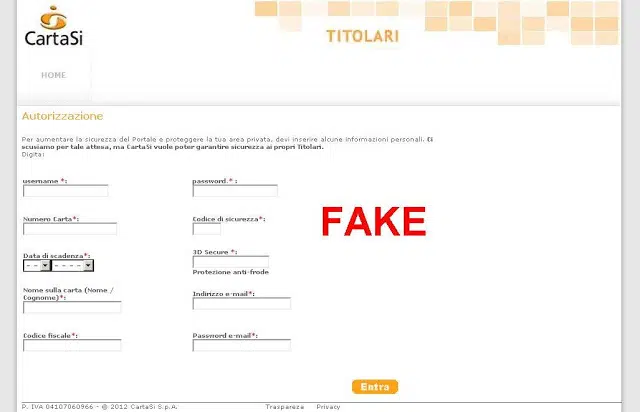 CartaSi
TITOLARI
HOME
Autorizzazione
Per aumentare la sicurezza del Portale e proteggere la tua area privata, devi inserire alcune informazioni personali. Ci
scusiamo per tale attesa, ma CartaSi vuole poter garantire sicurezza ai propri Titolari.
Digitai
username *:
password. * :
Numero Carta*:
Codice di sicurezza*:
FAKE
Data di scadenza*:
3D Secure *:
- -
- - - -
Protezione anti-frode
Nome sulla carta (Nome /
Cognome)*:
Indirizzo e-mail*:
Codice fiscale*:
Password e-mail*:
Entra
P. IVA 04107060966 - @ 2012 CartaSi S.p.A.
Traspareza
Privacy